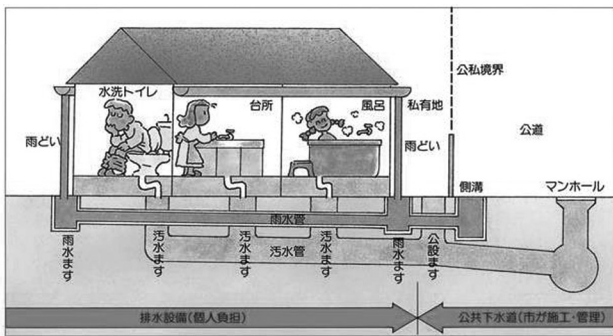 公私境界
水洗トイレ
台所
風呂
私有地
公道
雨どい
雨どい
側溝
マンホール
雨水管
雨水ます
汚水ます
汚水ます
汚水管
汚水ます
雨水ます
公設ます
排水設備(個人負担)
公共下水道(市が施工・管理)